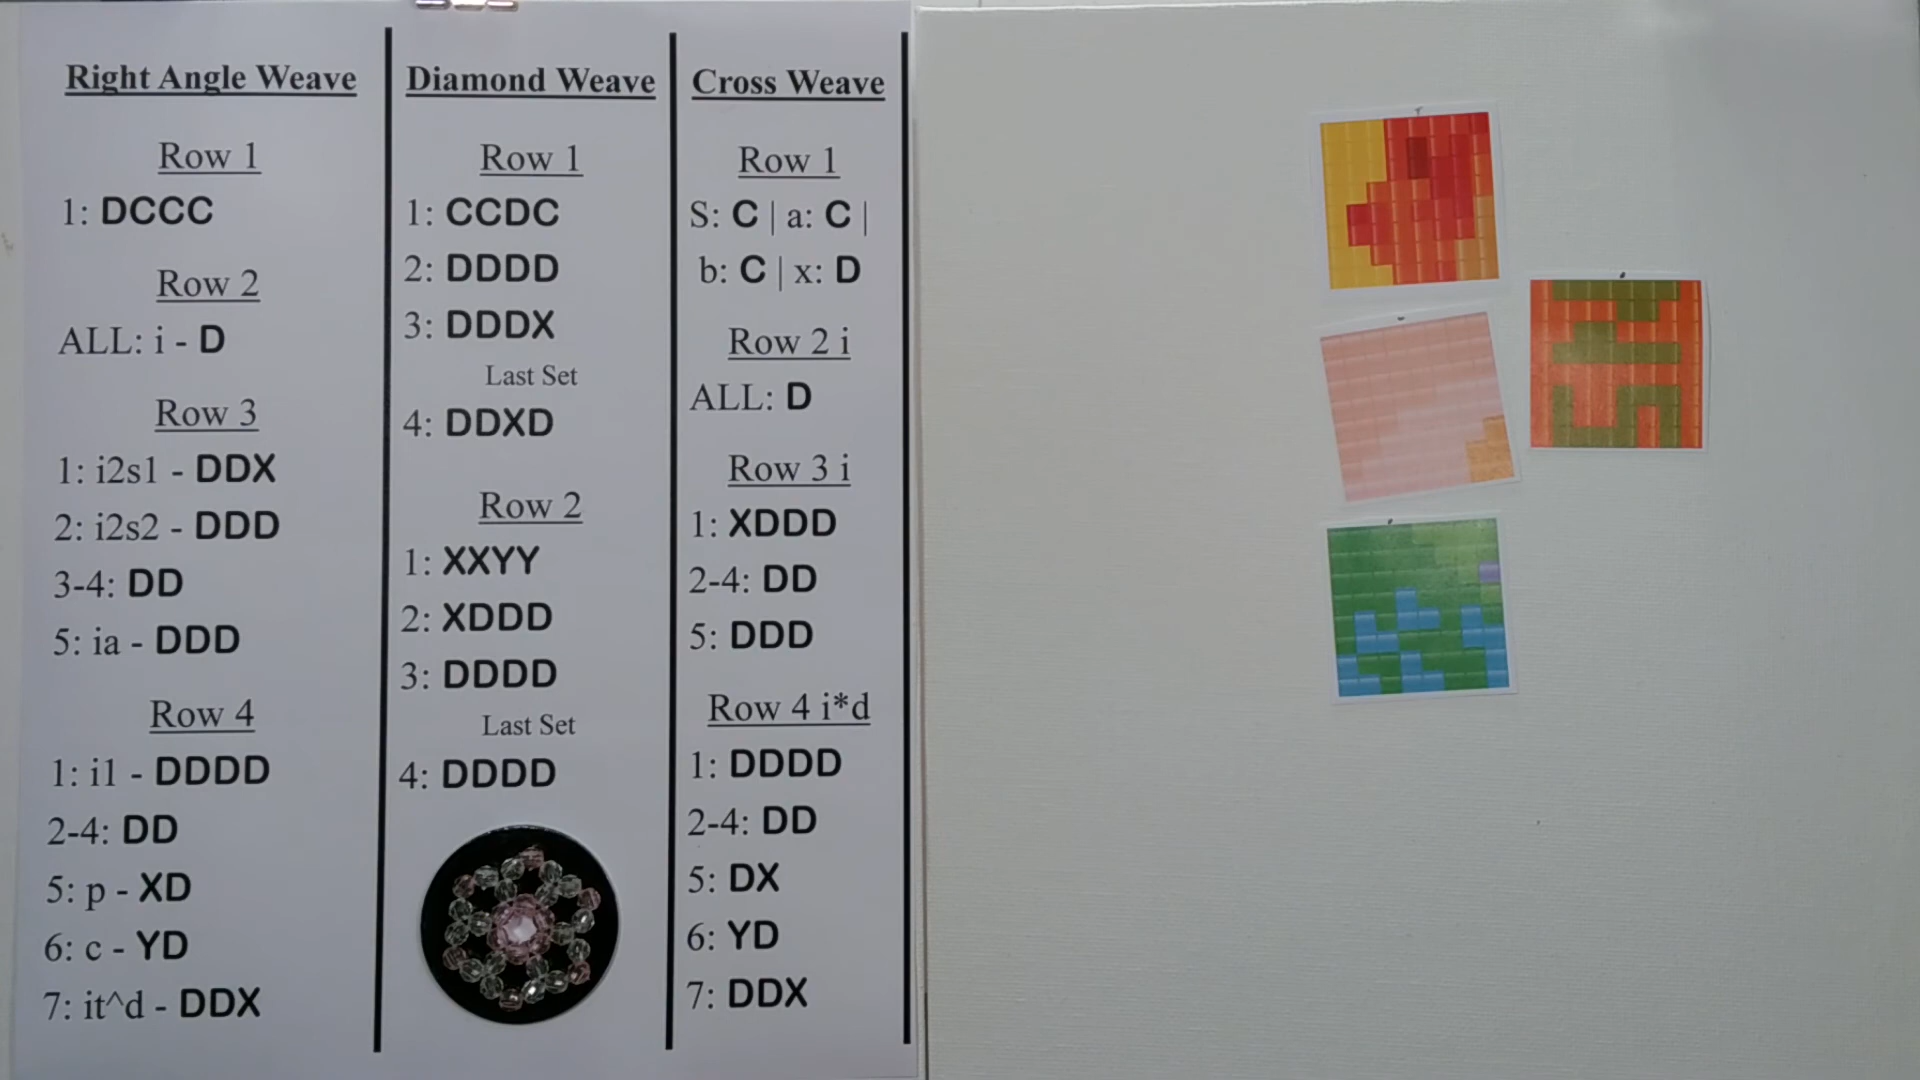 Right Angle Weave
Row 1
1: DCCC
Row 2
ALL: i - D
Row 3
1: i2s1 - DDX
2: i2s2 - DDD
3-4: DD
5: ia - DDD
Row 4
1: i1 - DDDD
2-4: DD
5: p - XD
6: c - YD
7: it^d - DDX
Diamond Weave
Row 1
1: CCDC
2: DDDD
3: DDDX
Last Set
4: DDXD
Row 2
1: XXYY
2: XDDD
3: DDDD
Last Set
4: DDDD
Cross Weave
Row 1
S: C | a: C |
b: C | x: D
Row 2 i
ALL: D
Row 3 i
1: XDDD
2-4: DD
5: DDD
Row 4 i*d
1: DDDD
2-4: DD
5: DX
6: YD
7: DDX